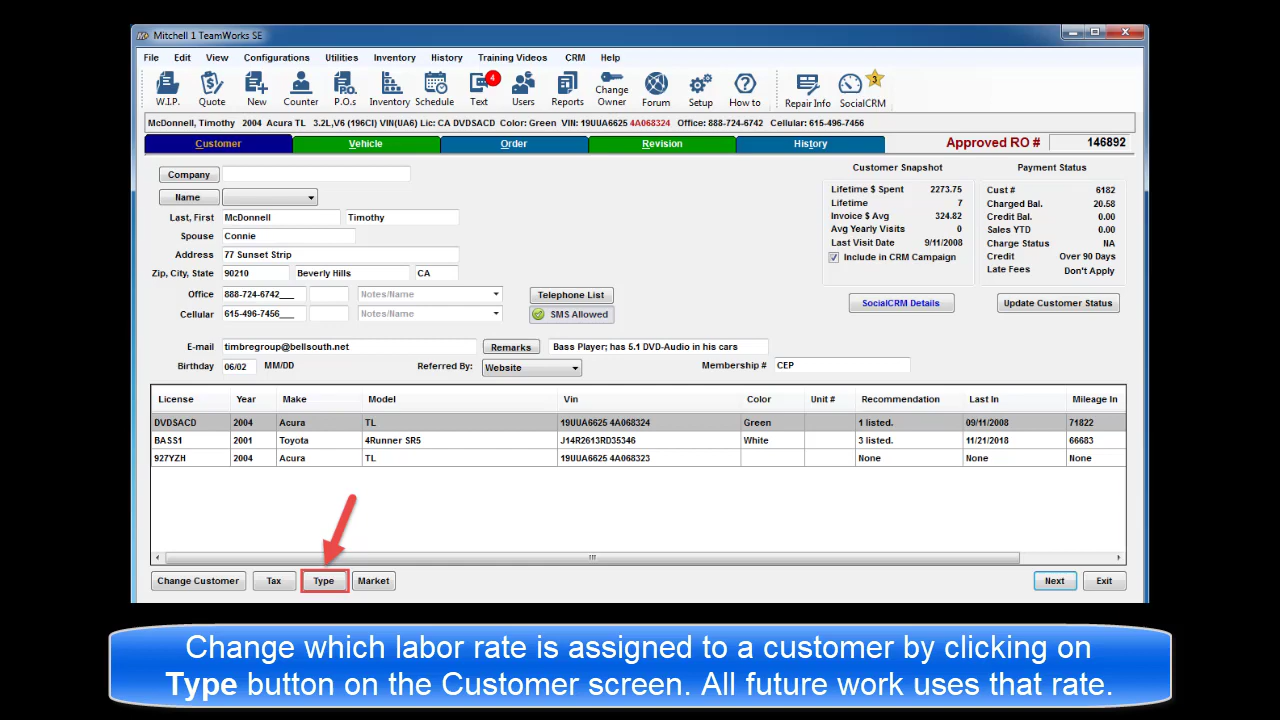 Mitchell 1 TeamWorks SE
File Edit View Configurations Utilities Inventory History Training Videos CRM Help
4 3
W.I.P. Quote New Counter P.O.s Inventory Schedule Text Users Reports Change Owner Forum Setup How to Repair Info SocialCRM
McDonnell, Timothy 2004 Acura TL 3.2L,V6 (196CI) VIN(UA6) Lic: CA DVDSACD Color: Green VIN: 19UUA6625 4A068324 Office: 888-724-6742 Cellular: 615-496-7456
Customer Vehicle Order Revision History Approved RO # 146892
Company
Name
Last, First McDonnell Timothy
Spouse Connie
Address 77 Sunset Strip
Zip, City, State 90210 Beverly Hills CA
Office 888-724-6742___ Notes/Name Telephone List
Cellular 615-496-7456___ Notes/Name SMS Allowed
E-mail timbregroup@bellsouth.net Remarks Bass Player; has 5.1 DVD-Audio in his cars
Birthday 06/02 MM/DD Referred By: Website Membership # CEP
Customer Snapshot
Lifetime $ Spent 2273.75
Lifetime 7
Invoice $ Avg 324.82
Avg Yearly Visits 0
Last Visit Date 9/11/2008
Include in CRM Campaign
SocialCRM Details
Payment Status
Cust # 6182
Charged Bal. 20.58
Credit Bal. 0.00
Sales YTD 0.00
Charge Status NA
Credit Over 90 Days
Late Fees Don't Apply
Update Customer Status
License Year Make Model Vin Color Unit # Recommendation Last In Mileage In
DVDSACD 2004 Acura TL 19UUA6625 4A068324 Green 1 listed. 09/11/2008 71822
BASS1 2001 Toyota 4Runner SR5 J14R2613RD35346 White 3 listed. 11/21/2018 66683
927YZH 2004 Acura TL 19UUA6625 4A068323 None None None
Change Customer Tax Type Market Next Exit
Change which labor rate is assigned to a customer by clicking on
Type button on the Customer screen. All future work uses that rate.